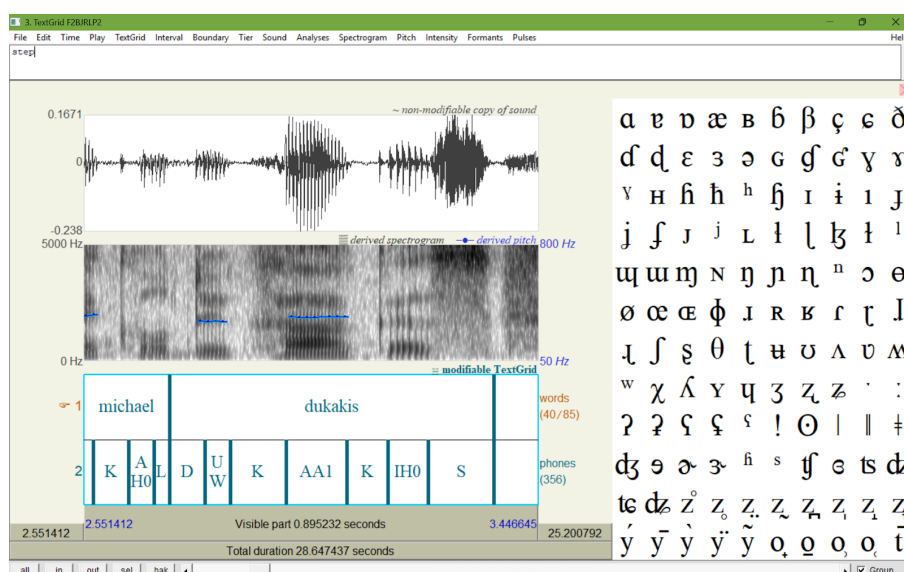 3. TextGrid F2BJRLP2
File Edit Time Play TextGrid Interval Boundary Tier Sound Analyses Spectrogram Pitch Intensity Formants Pulses Hel
step
0.1671
~ non-modifiable copy of sound
0
-0.238
5000 Hz
derived spectrogram
derived pitch
800 Hz
0 Hz
50 Hz
modifiable TextGrid
1 michael dukakis words
(40/85)
2 K AH0 L D UW K AA1 K IH0 S phones
(356)
2.551412 2.551412 Visible part 0.895232 seconds 3.446645 25.200792
Total duration 28.647437 seconds
all in out sel bak Group
ɑ ɐ ɒ æ ʙ ɓ β ç ɕ ð
ɗ ɖ ɛ ɜ ə ɢ ɠ ʛ ɣ ɤ
ˠ ʜ ɦ ħ ʰ ɧ ɪ ɨ ɟ
ʝ ʄ ʲ ʟ ɫ ɭ ɮ ɬ ˡ
ɰ ɯ ɱ ɴ ŋ ɲ ɳ ⁿ ɔ ɵ
ø œ ɶ ɸ ɹ ʀ ʁ ɾ ɽ ɺ
ɻ ʃ ʂ θ ʈ ʉ ʊ ʌ ʋ ʍ
ʷ χ ʎ ʏ ɥ ʒ ʐ ʑ
ʔ ʡ ʕ ʢ ˤ ! ʘ ǀ ǁ ǂ
ʤ ɘ ɚ ɝ ʱ ˢ ʧ ɞ ʦ ʣ
ʨ ʥ